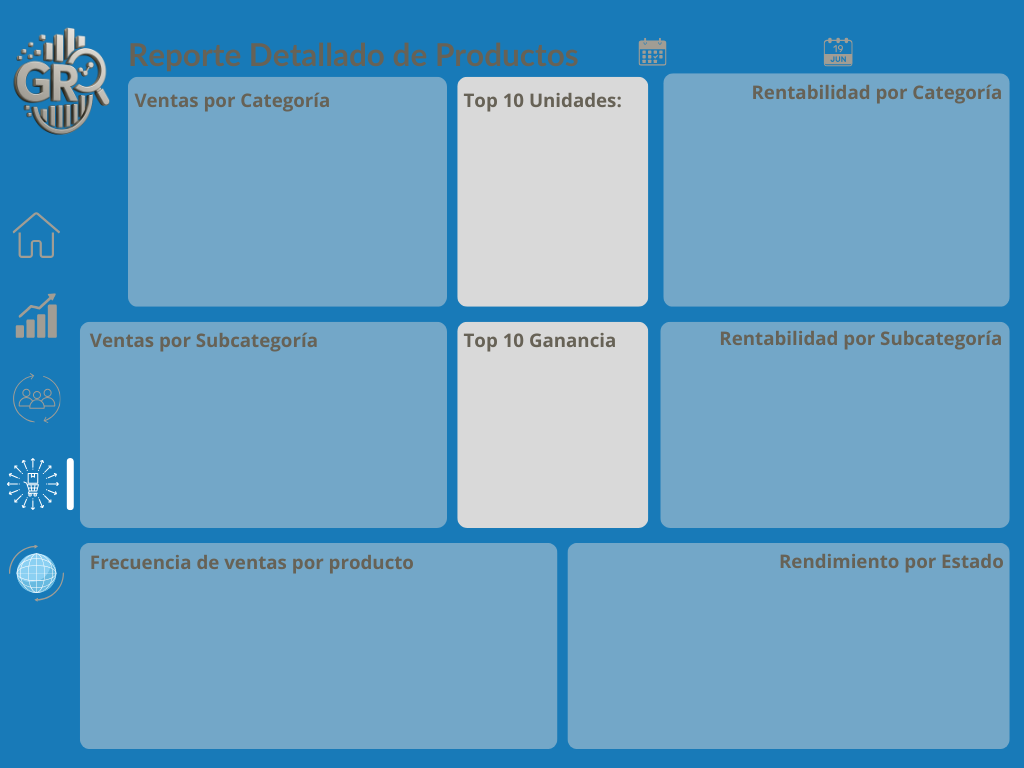 GR
Reporte Detallado de Productos
19
JUN
Ventas por Categoría
Top 10 Unidades:
Rentabilidad por Categoría
Ventas por Subcategoría
Top 10 Ganancia
Rentabilidad por Subcategoría
Frecuencia de ventas por producto
Rendimiento por Estado